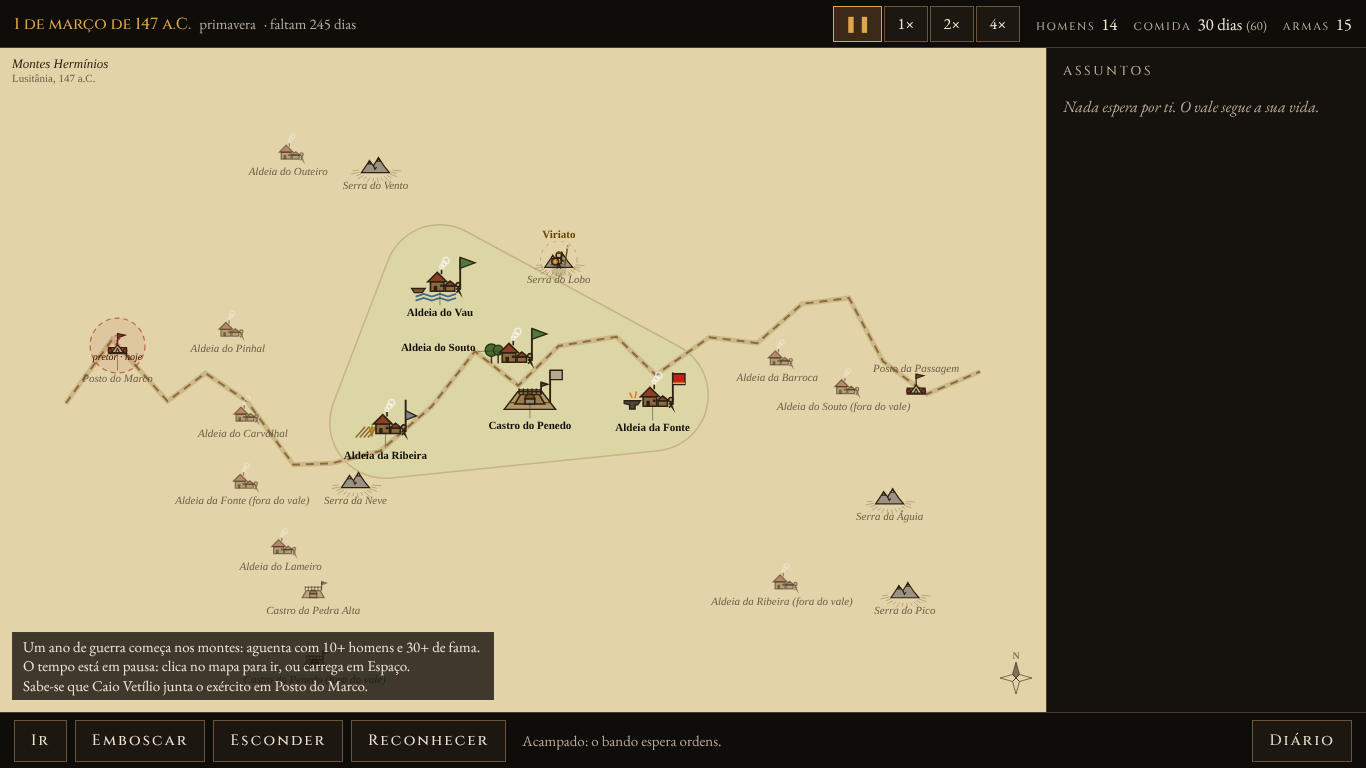 1 DE MARÇO DE 147 A.C. primavera · faltam 245 dias
❚❚ 1× 2× 4× HOMENS 14 COMIDA 30 dias (60) ARMAS 15
Montes Hermínios
Lusitânia, 147 a.C.
ASSUNTOS
Nada espera por ti. O vale segue a sua vida.
Aldeia do Outeiro
Serra do Vento
Viriato
Serra do Lobo
Aldeia do Vau
Aldeia do Souto
Aldeia do Pinhal
pretor · hoje
Posto do Marco
Posto da Passagem
Aldeia da Barroca
Aldeia do Souto (fora do vale)
Castro do Penedo
Aldeia da Fonte
Aldeia do Carvalhal
Aldeia da Ribeira
Aldeia da Fonte (fora do vale)
Serra da Neve
Serra da Águia
Aldeia do Lameiro
Castro da Pedra Alta
Aldeia da Ribeira (fora do vale)
Serra do Pico
Um ano de guerra começa nos montes: aguenta com 10+ homens e 30+ de fama.
O tempo está em pausa: clica no mapa para ir, ou carrega em Espaço.
Castro do Penedo (fora do vale)
Sabe-se que Caio Vetílio junta o exército em Posto do Marco.
N
IR EMBOSCAR ESCONDER RECONHECER Acampado: o bando espera ordens. DIÁRIO